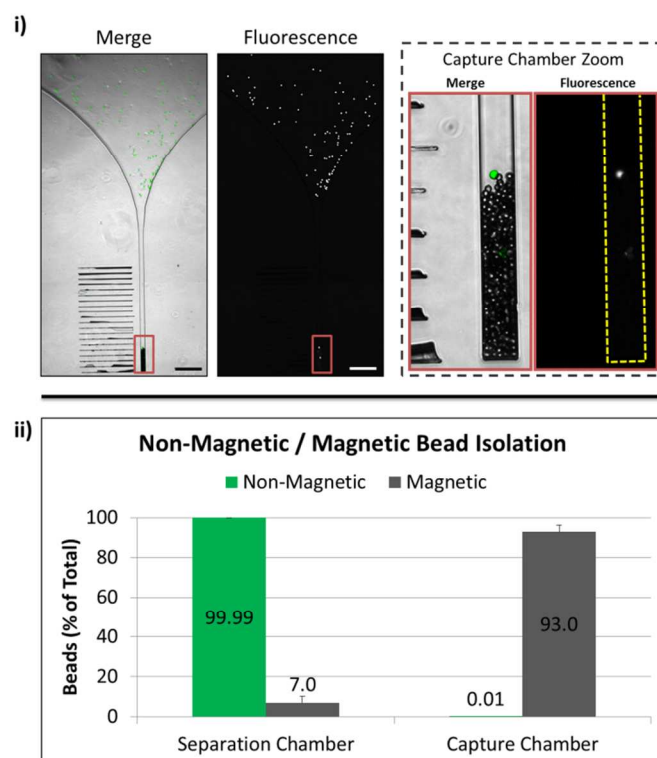 i)
Merge
Fluorescence
Capture Chamber Zoom
Merge
Fluorescence
ii)
Non-Magnetic / Magnetic Bead Isolation
Non-Magnetic
Magnetic
Beads (% of Total)
100
80
60
40
20
0
99.99
7.0
0.01
93.0
Separation Chamber
Capture Chamber